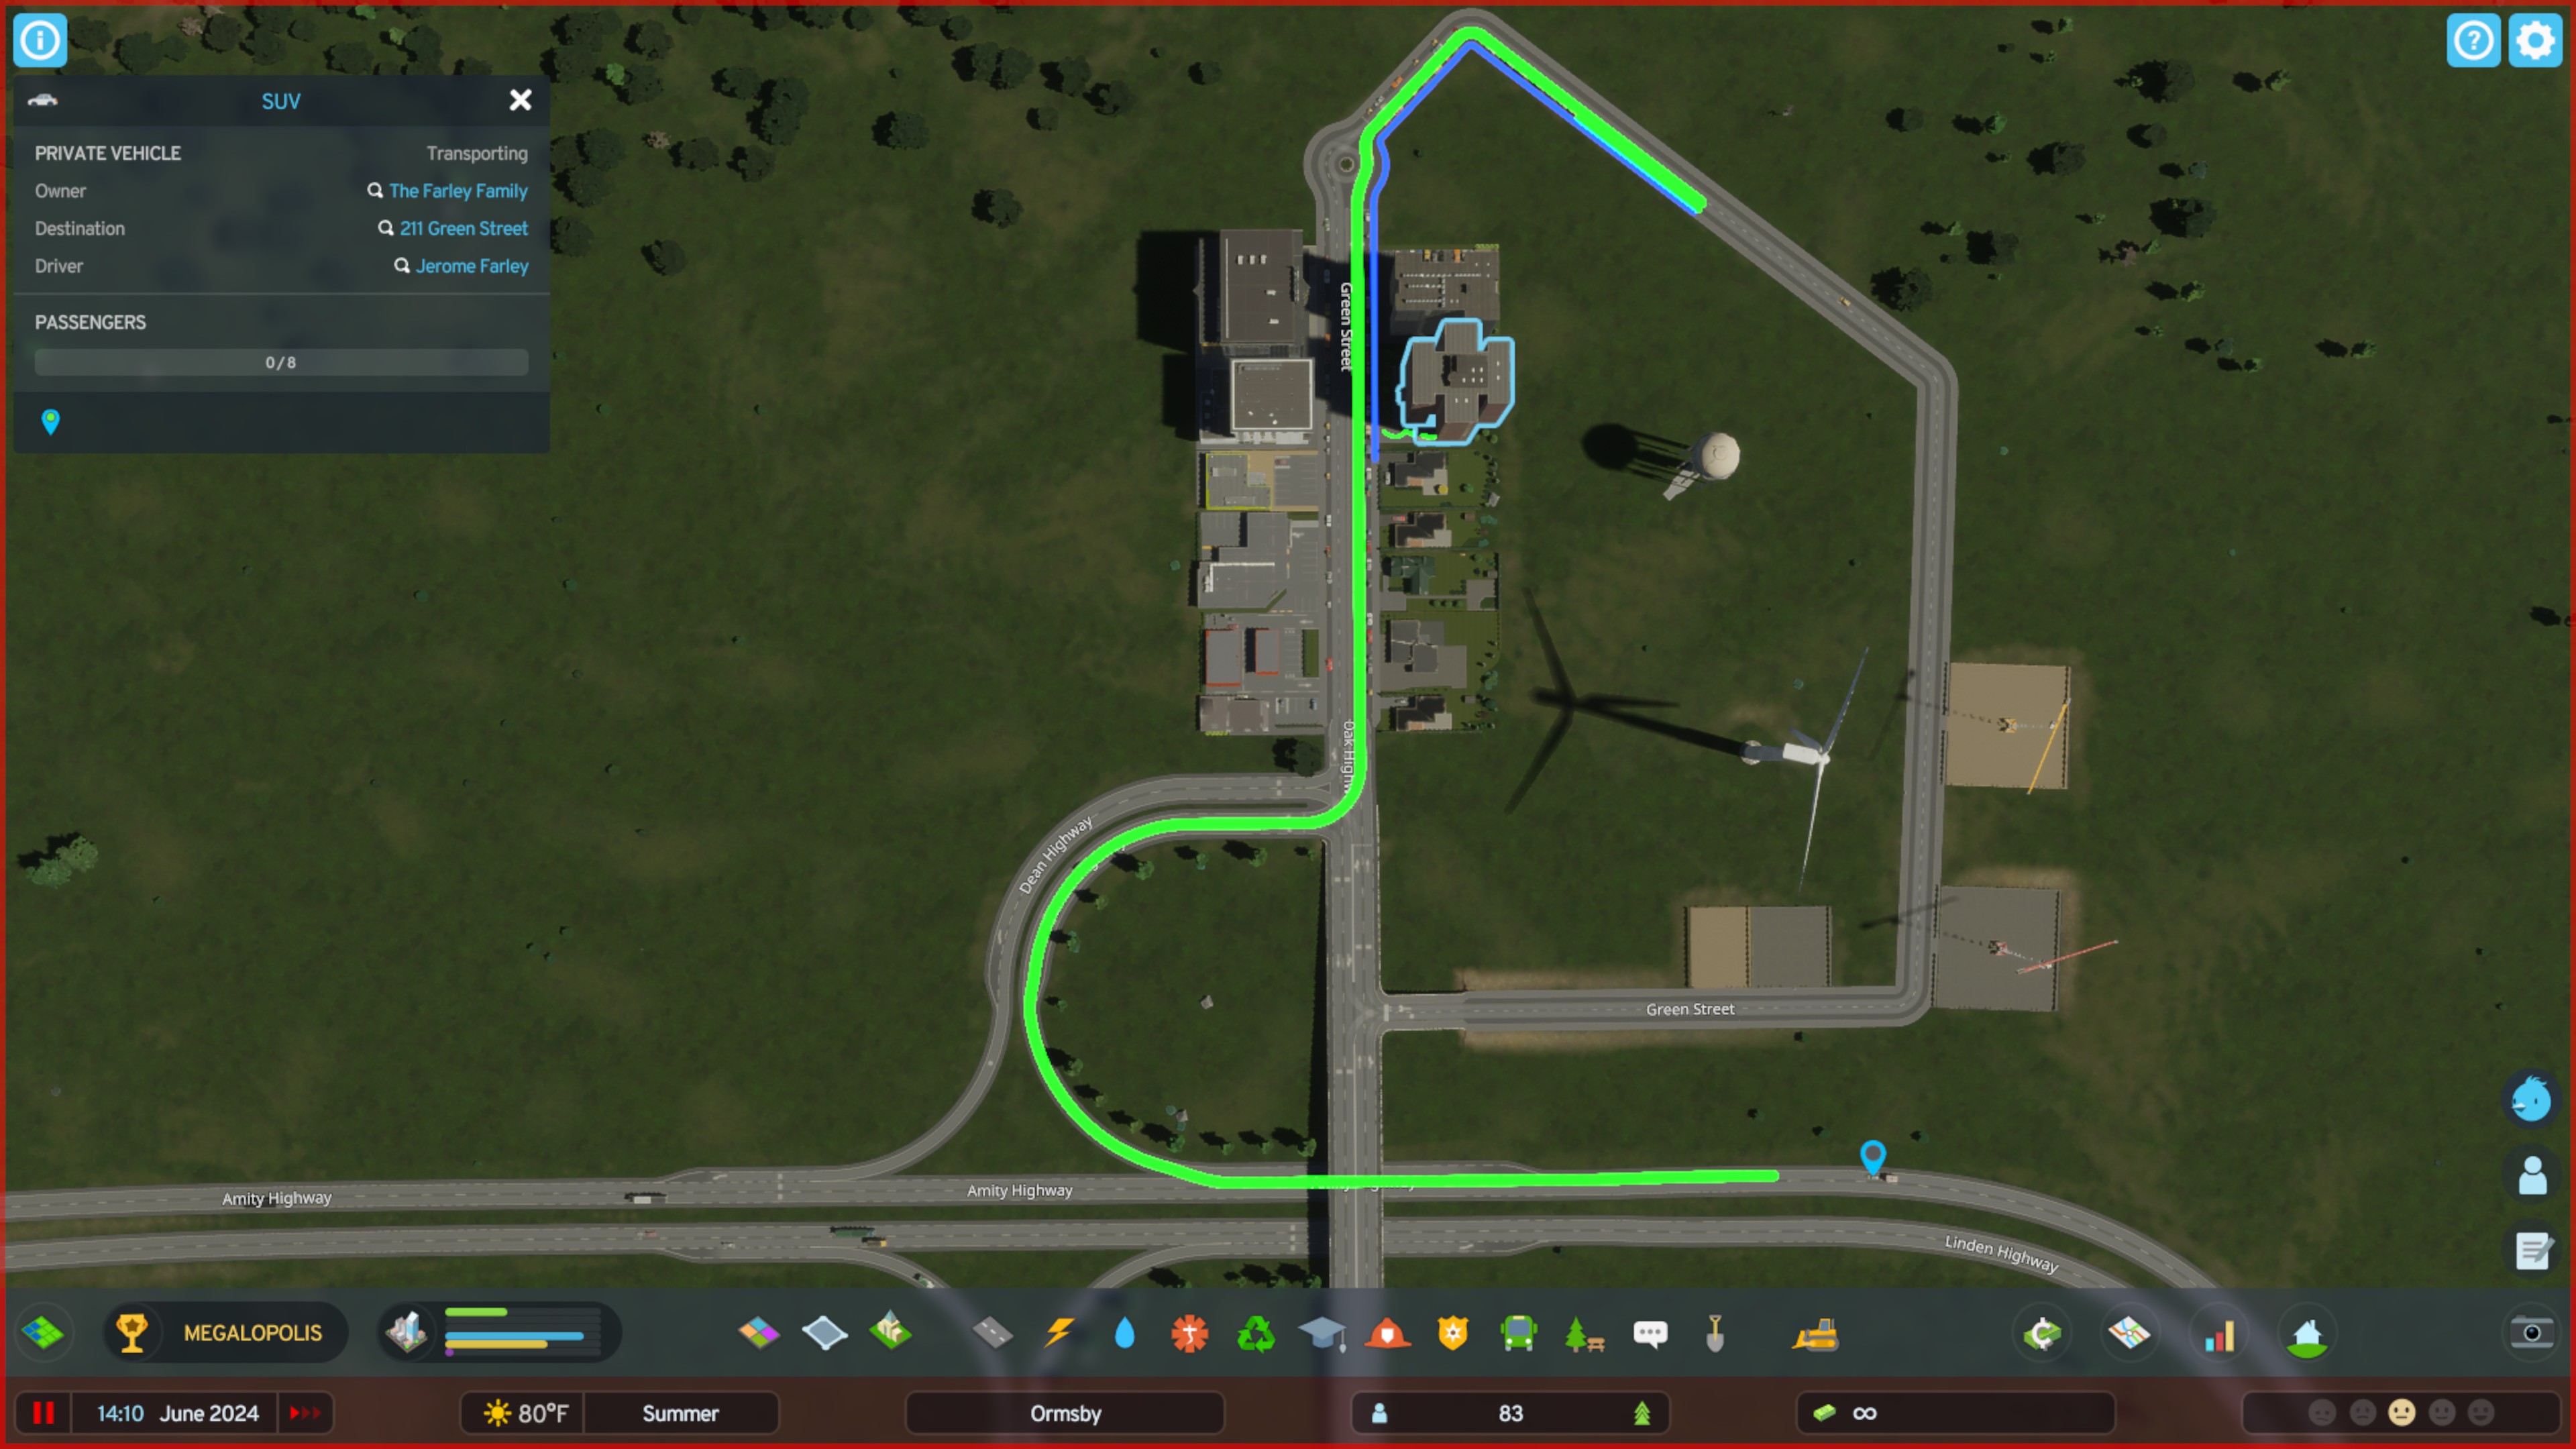 SUV
PRIVATE VEHICLE Transporting
Owner The Farley Family
Destination 211 Green Street
Driver Jerome Farley
PASSENGERS
0/8
Green Street
Oak Highw
Dean Highway
Green Street
Amity Highway
Amity Highway
Linden Highway
MEGALOPOLIS
14:10 June 2024
80°F Summer
Ormsby
83
∞